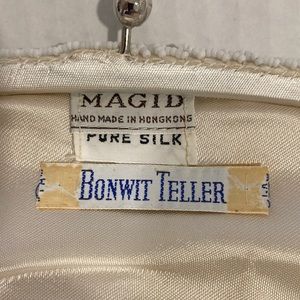 MAGID
HAND MADE IN HONGKONG
PURE SILK
BONWIT TELLER